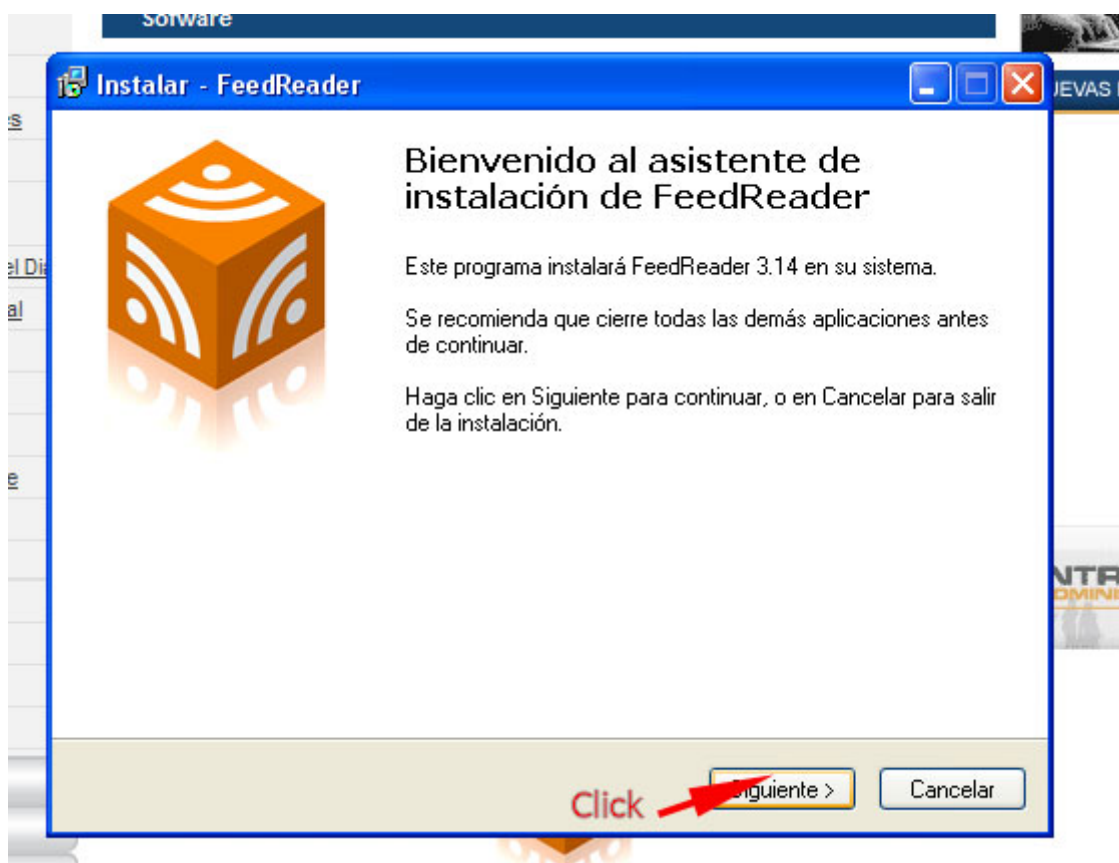 Sofware
Instalar - FeedReader
Bienvenido al asistente de
instalación de FeedReader
Este programa instalará FeedReader 3.14 en su sistema.
Se recomienda que cierre todas las demás aplicaciones antes
de continuar.
Haga clic en Siguiente para continuar, o en Cancelar para salir
de la instalación.
Click
Siguiente >
Cancelar